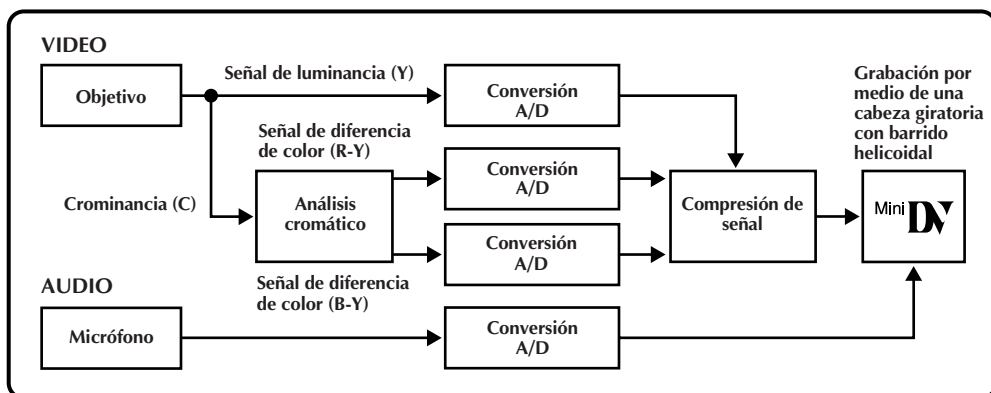 VIDEO
Objetivo
Señal de luminancia (Y)
Conversión
A/D
Grabación por
medio de una
cabeza giratoria
con barrido
helicoidal
Señal de diferencia
de color (R-Y)
Crominancia (C)
Análisis
cromático
Conversión
A/D
Conversión
A/D
Compresión de
señal
Mini DV
Señal de diferencia
de color (B-Y)
AUDIO
Micrófono
Conversión
A/D